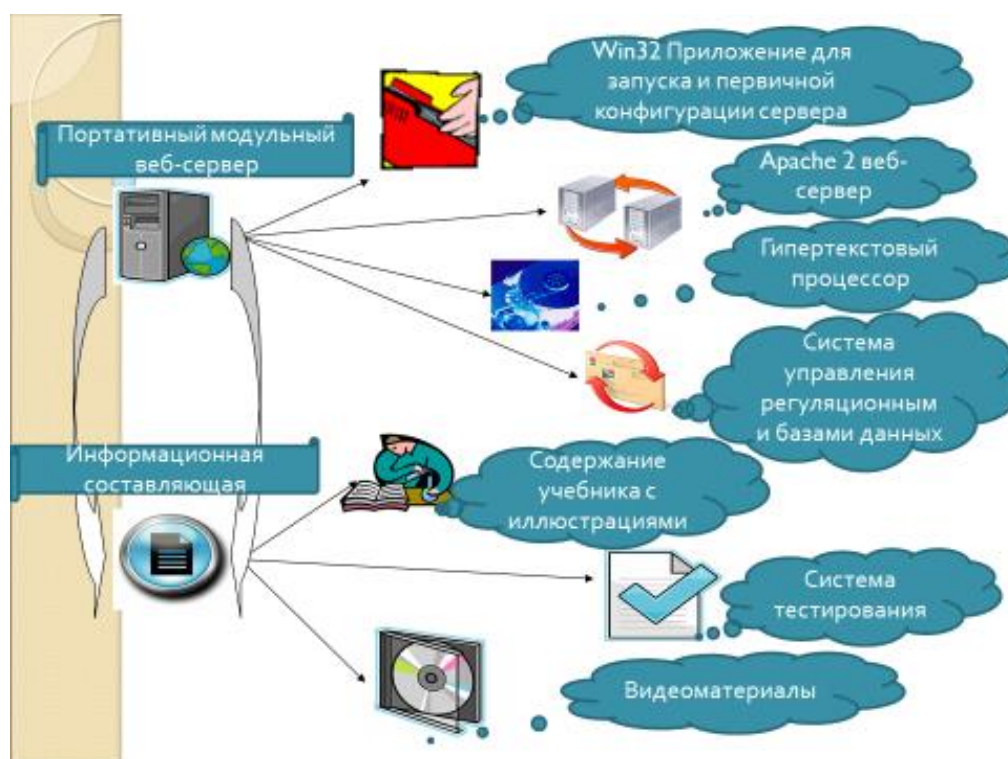 Win32 Приложение для
запуска и первичной
конфигурации сервера
Портативный модульный
веб-сервер
Apache 2 веб-
сервер
Гипертекстовый
процессор
Система
управления
регуляционным
и базами данных
Информационная
составляющая
Содержание
учебника с
иллюстрациями
Система
тестирования
Видеоматериалы